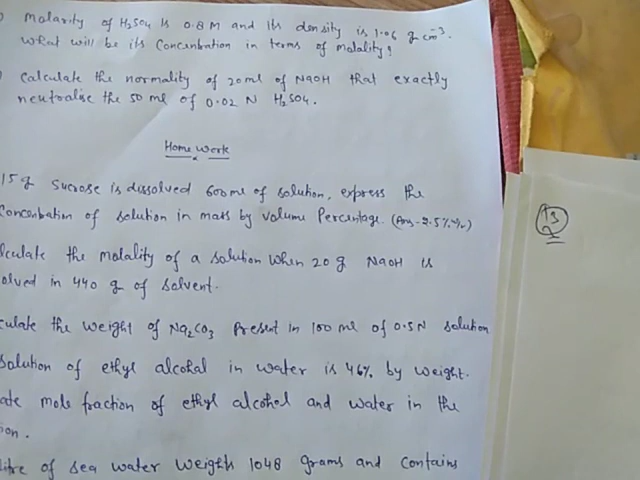 ) Molarity of H₂SO₄ is 0.8 M and its density is 1.06 g cm⁻³.
What will be its concentration in terms of molality?
) Calculate the normality of 20 ml of NaOH that exactly
neutralise the 50 ml of 0.02 N H₂SO₄.
Home Work
15 g sucrose is dissolved 600 ml of solution, express the
concentration of solution in mass by volume percentage. (Ans-2.5% w/v)
lculate the molality of a solution when 20 g NaOH is
olved in 440 g of solvent.
culate the weight of Na₂CO₃ Present in 100 ml of 0.5 N solution
solution of ethyl alcohol in water is 46% by weight.
ate mole fraction of ethyl alcohol and water in the
ion.
litre of sea water weighs 1048 grams and contains